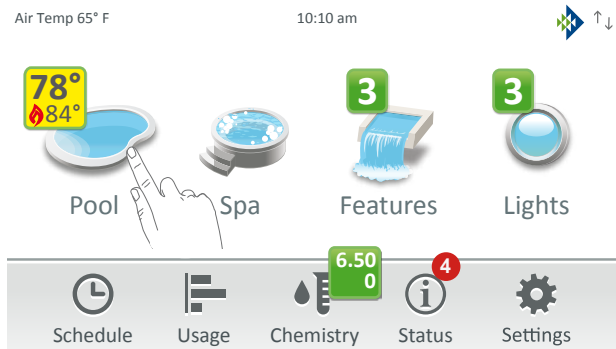 Air Temp 65° F
10:10 am
78°
84°
3
3
Pool
Spa
Features
Lights
6.50
0
4
i
Schedule
Usage
Chemistry
Status
Settings